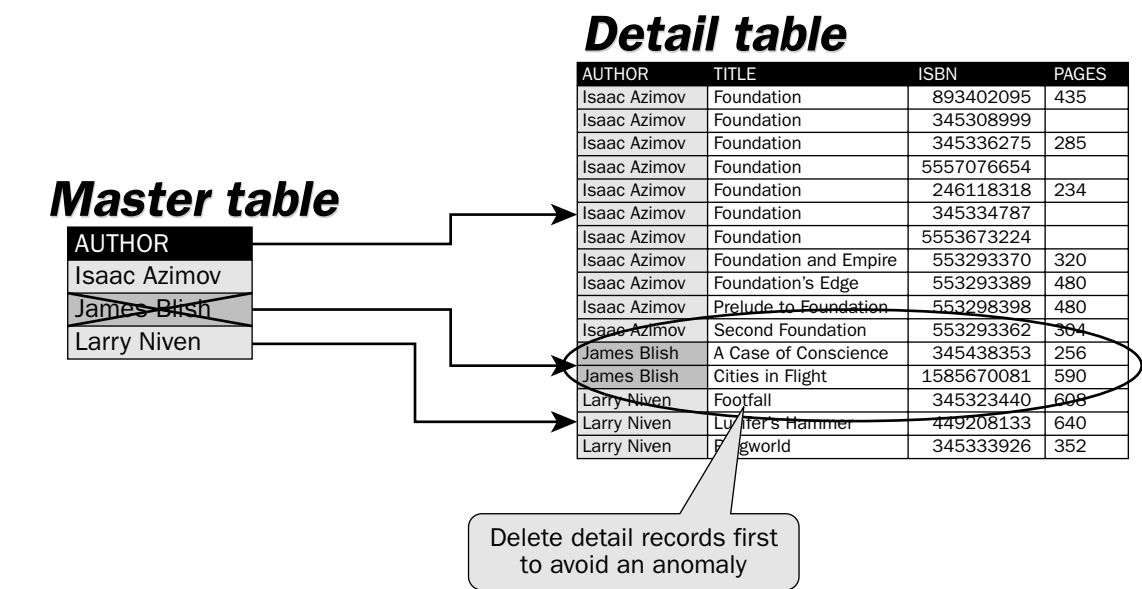 Detail table
AUTHOR TITLE ISBN PAGES
Isaac Azimov Foundation 893402095 435
Isaac Azimov Foundation 345308999
Isaac Azimov Foundation 345336275 285
Isaac Azimov Foundation 5557076654
Isaac Azimov Foundation 246118318 234
Isaac Azimov Foundation 345334787
Isaac Azimov Foundation 5553673224
Isaac Azimov Foundation and Empire 553293370 320
Isaac Azimov Foundation's Edge 553293389 480
Isaac Azimov Prelude to Foundation 553298398 480
Isaac Azimov Second Foundation 553293362 304
James Blish A Case of Conscience 345438353 256
James Blish Cities in Flight 1585670081 590
Larry Niven Footfall 345323440 608
Larry Niven Lucifer's Hammer 449208133 640
Larry Niven 345333926 352
Master table
AUTHOR
Isaac Azimov
James Blish
Larry Niven
Delete detail records first
to avoid an anomaly